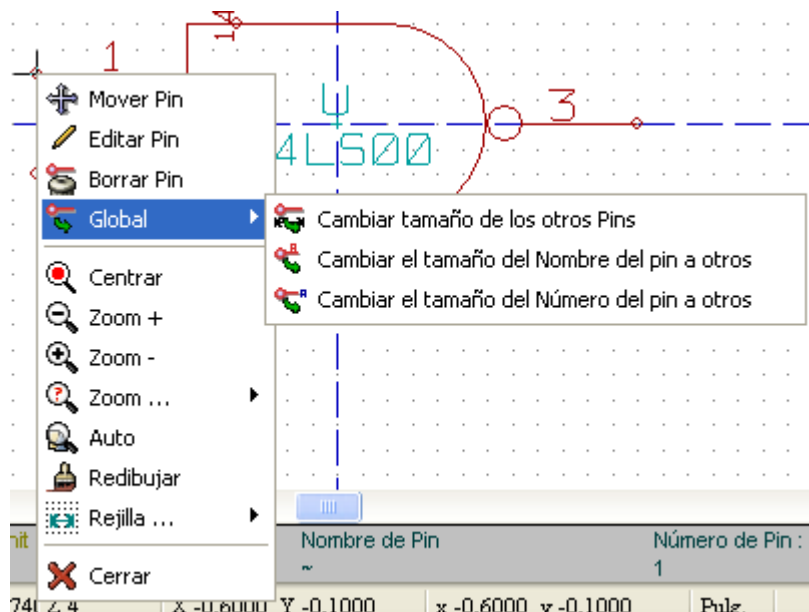 1
3
U
4LS00
Mover Pin
Editar Pin
Borrar Pin
Global
Cambiar tamaño de los otros Pins
Cambiar el tamaño del Nombre del pin a otros
Cambiar el tamaño del Número del pin a otros
Centrar
Zoom +
Zoom -
Zoom ...
Auto
Redibujar
Rejilla ...
Cerrar
nit
Nombre de Pin
Número de Pin :
~
1
X -0.6000 Y -0.1000
x -0.6000 y -0.1000
Pulg.